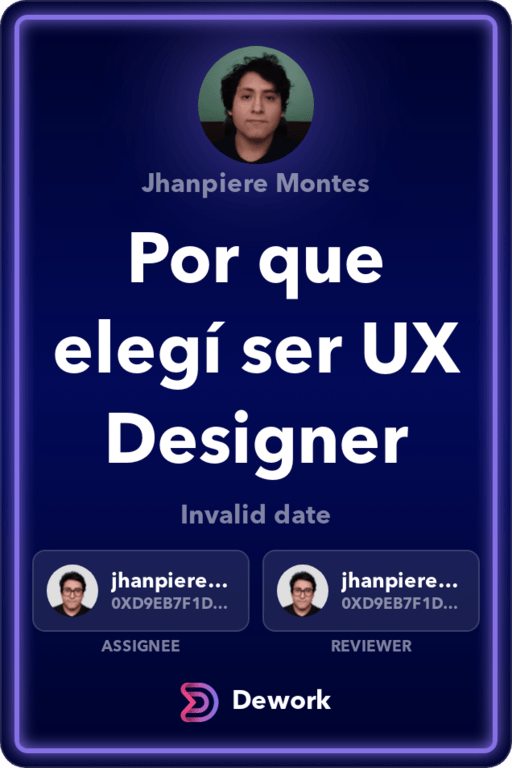 Jhanpiere Montes
Por que
elegí ser UX
Designer
Invalid date
jhanpiere...
0XD9EB7F1D...
ASSIGNEE
jhanpiere...
0XD9EB7F1D...
REVIEWER
Dework